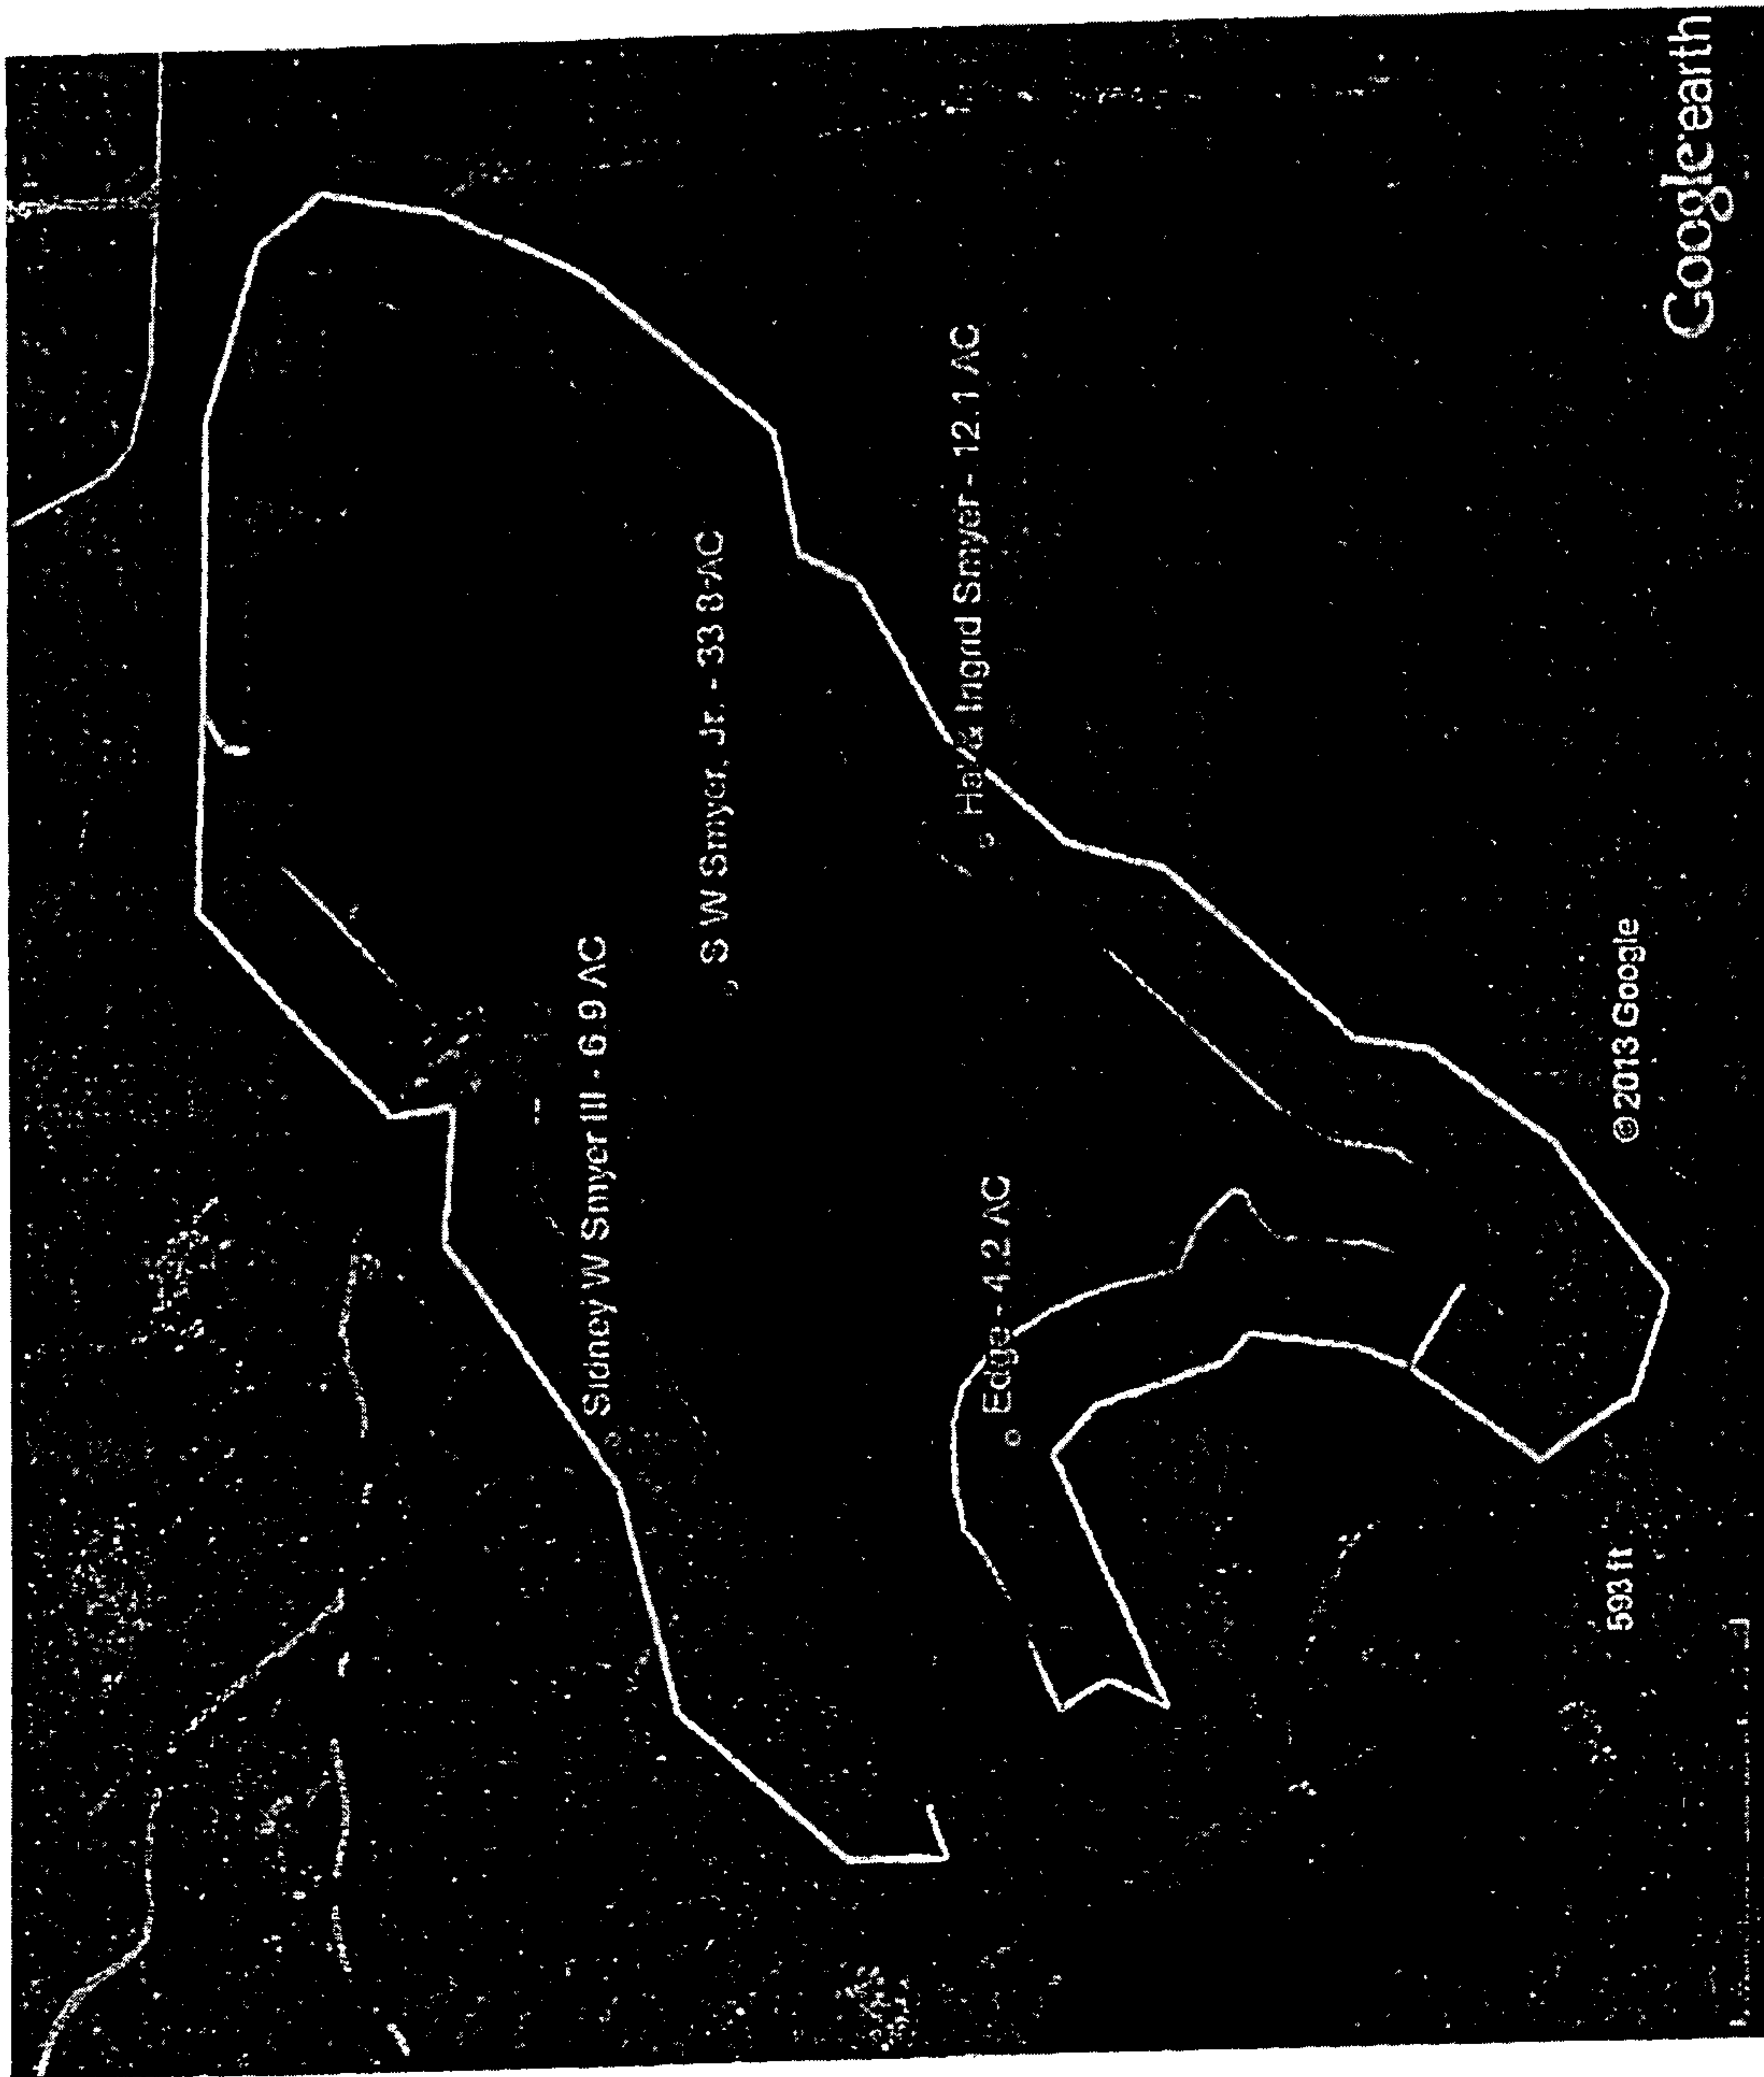 Sidney W Smyer III - 6.9 AC
S W Smyer, Jr. - 33.8 AC
Hal & Ingrid Smyer - 12.1 AC
Edge - 4.2 AC
593 ft
© 2013 Google
Google earth